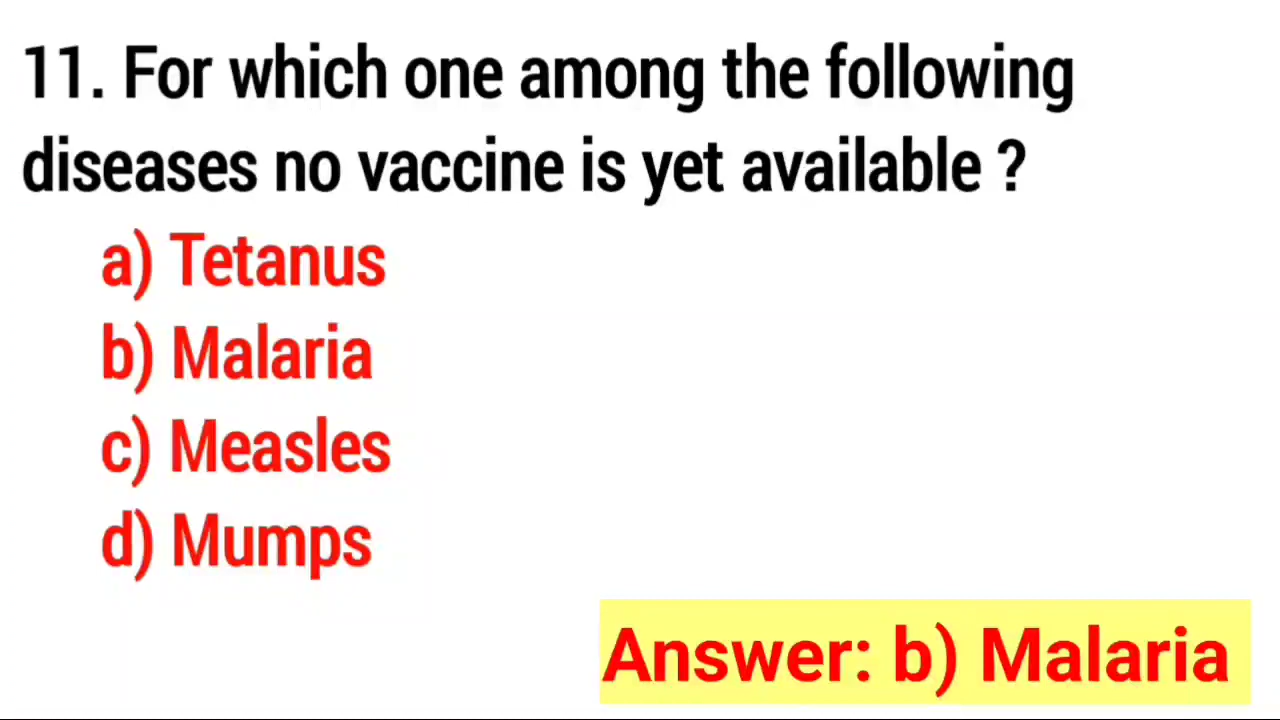 11. For which one among the following
diseases no vaccine is yet available ?
a) Tetanus
b) Malaria
c) Measles
d) Mumps
Answer: b) Malaria